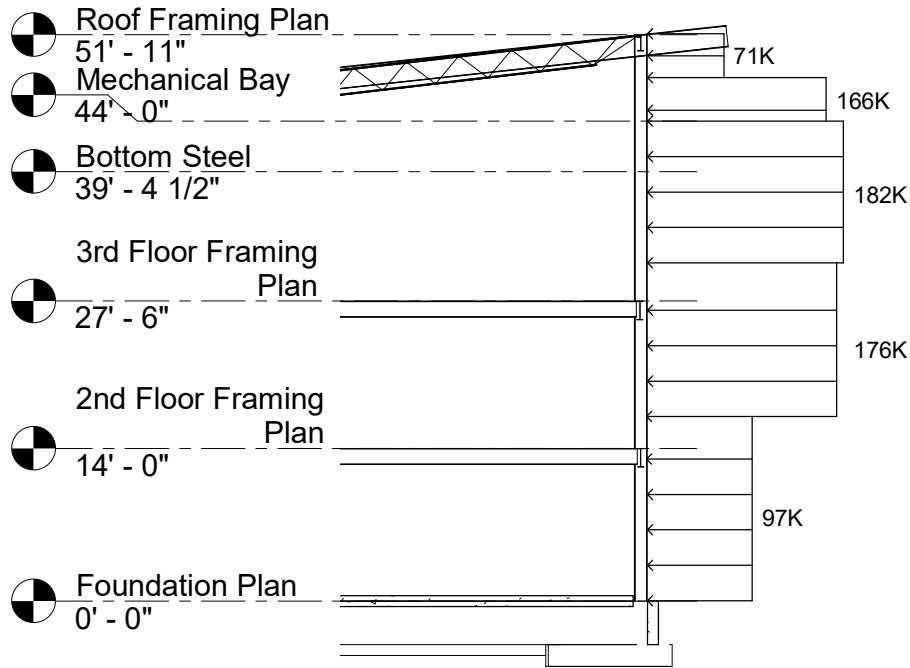 Roof Framing Plan
51' - 11"
71K
Mechanical Bay
44' - 0"
166K
Bottom Steel
39' - 4 1/2"
182K
3rd Floor Framing
Plan
27' - 6"
176K
2nd Floor Framing
Plan
14' - 0"
97K
Foundation Plan
0' - 0"